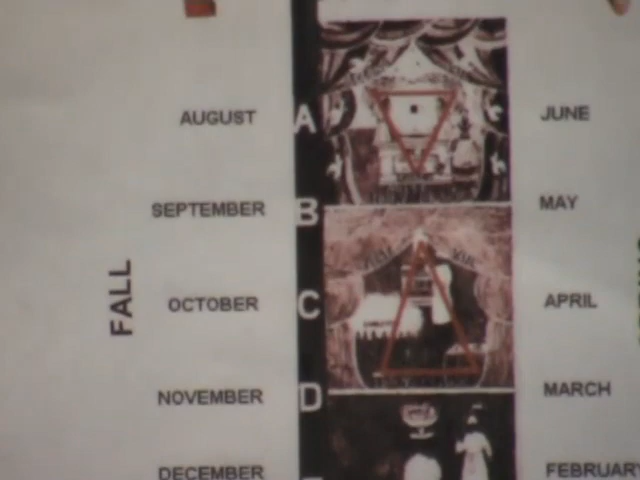 AUGUST A JUNE
SEPTEMBER B MAY
FALL
OCTOBER C APRIL
NOVEMBER D MARCH
DECEMBER FEBRUARY